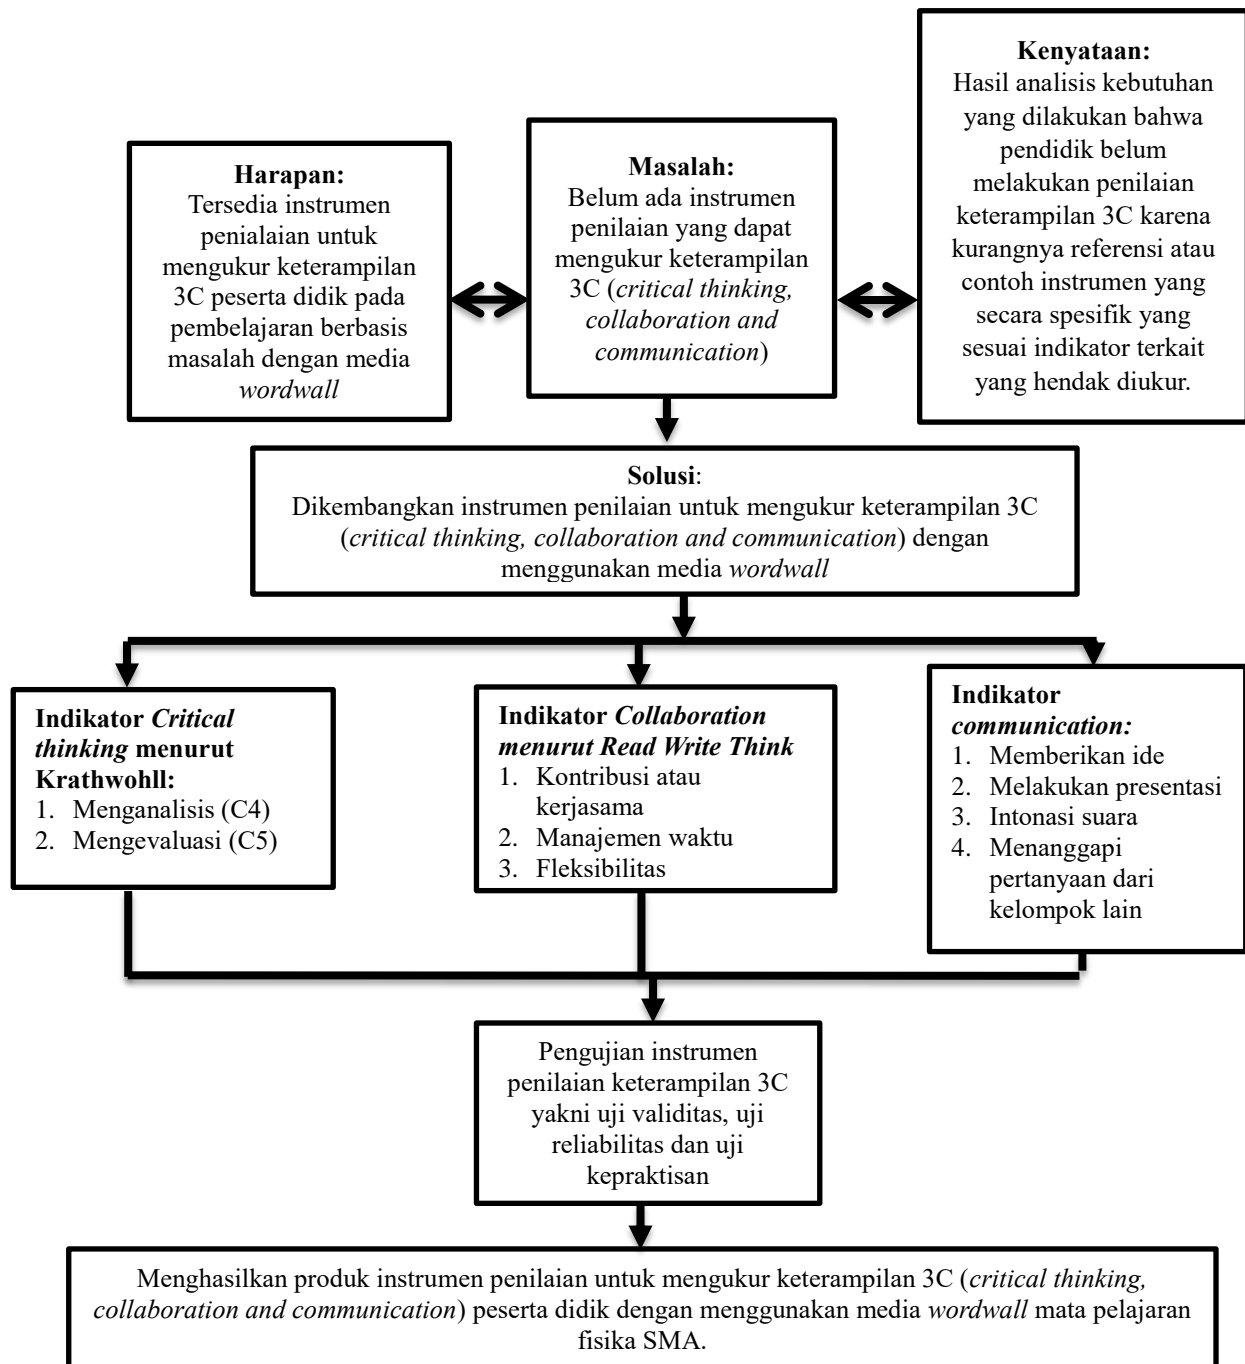 Harapan:
Tersedia instrumen
penialaian untuk
mengukur keterampilan
3C peserta didik pada
pembelajaran berbasis
masalah dengan media
wordwall
Masalah:
Belum ada instrumen
penilaian yang dapat
mengukur keterampilan
3C (critical thinking,
collaboration and
communication)
Kenyataan:
Hasil analisis kebutuhan
yang dilakukan bahwa
pendidik belum
melakukan penilaian
keterampilan 3C karena
kurangnya referensi atau
contoh instrumen yang
secara spesifik yang
sesuai indikator terkait
yang hendak diukur.
Solusi:
Dikembangkan instrumen penilaian untuk mengukur keterampilan 3C
(critical thinking, collaboration and communication) dengan
menggunakan media wordwall
Indikator Critical
thinking menurut
Krathwohll:
1. Menganalisis (C4)
2. Mengevaluasi (C5)
Indikator Collaboration
menurut Read Write Think
1. Kontribusi atau
kerjasama
2. Manajemen waktu
3. Fleksibilitas
Indikator
communication:
1. Memberikan ide
2. Melakukan presentasi
3. Intonasi suara
4. Menanggapi
pertanyaan dari
kelompok lain
Pengujian instrumen
penilaian keterampilan 3C
yakni uji validitas, uji
reliabilitas dan uji
kepraktisan
Menghasilkan produk instrumen penilaian untuk mengukur keterampilan 3C (critical thinking,
collaboration and communication) peserta didik dengan menggunakan media wordwall mata pelajaran
fisika SMA.